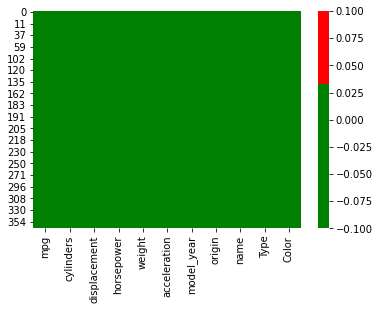 0
11
37
59
102
120
135
162
183
191
205
218
230
250
271
296
308
330
354
mpg
cylinders
displacement
horsepower
weight
acceleration
model_year
origin
name
Type
Color
0.100
0.075
0.050
0.025
0.000
−0.025
−0.050
−0.075
−0.100